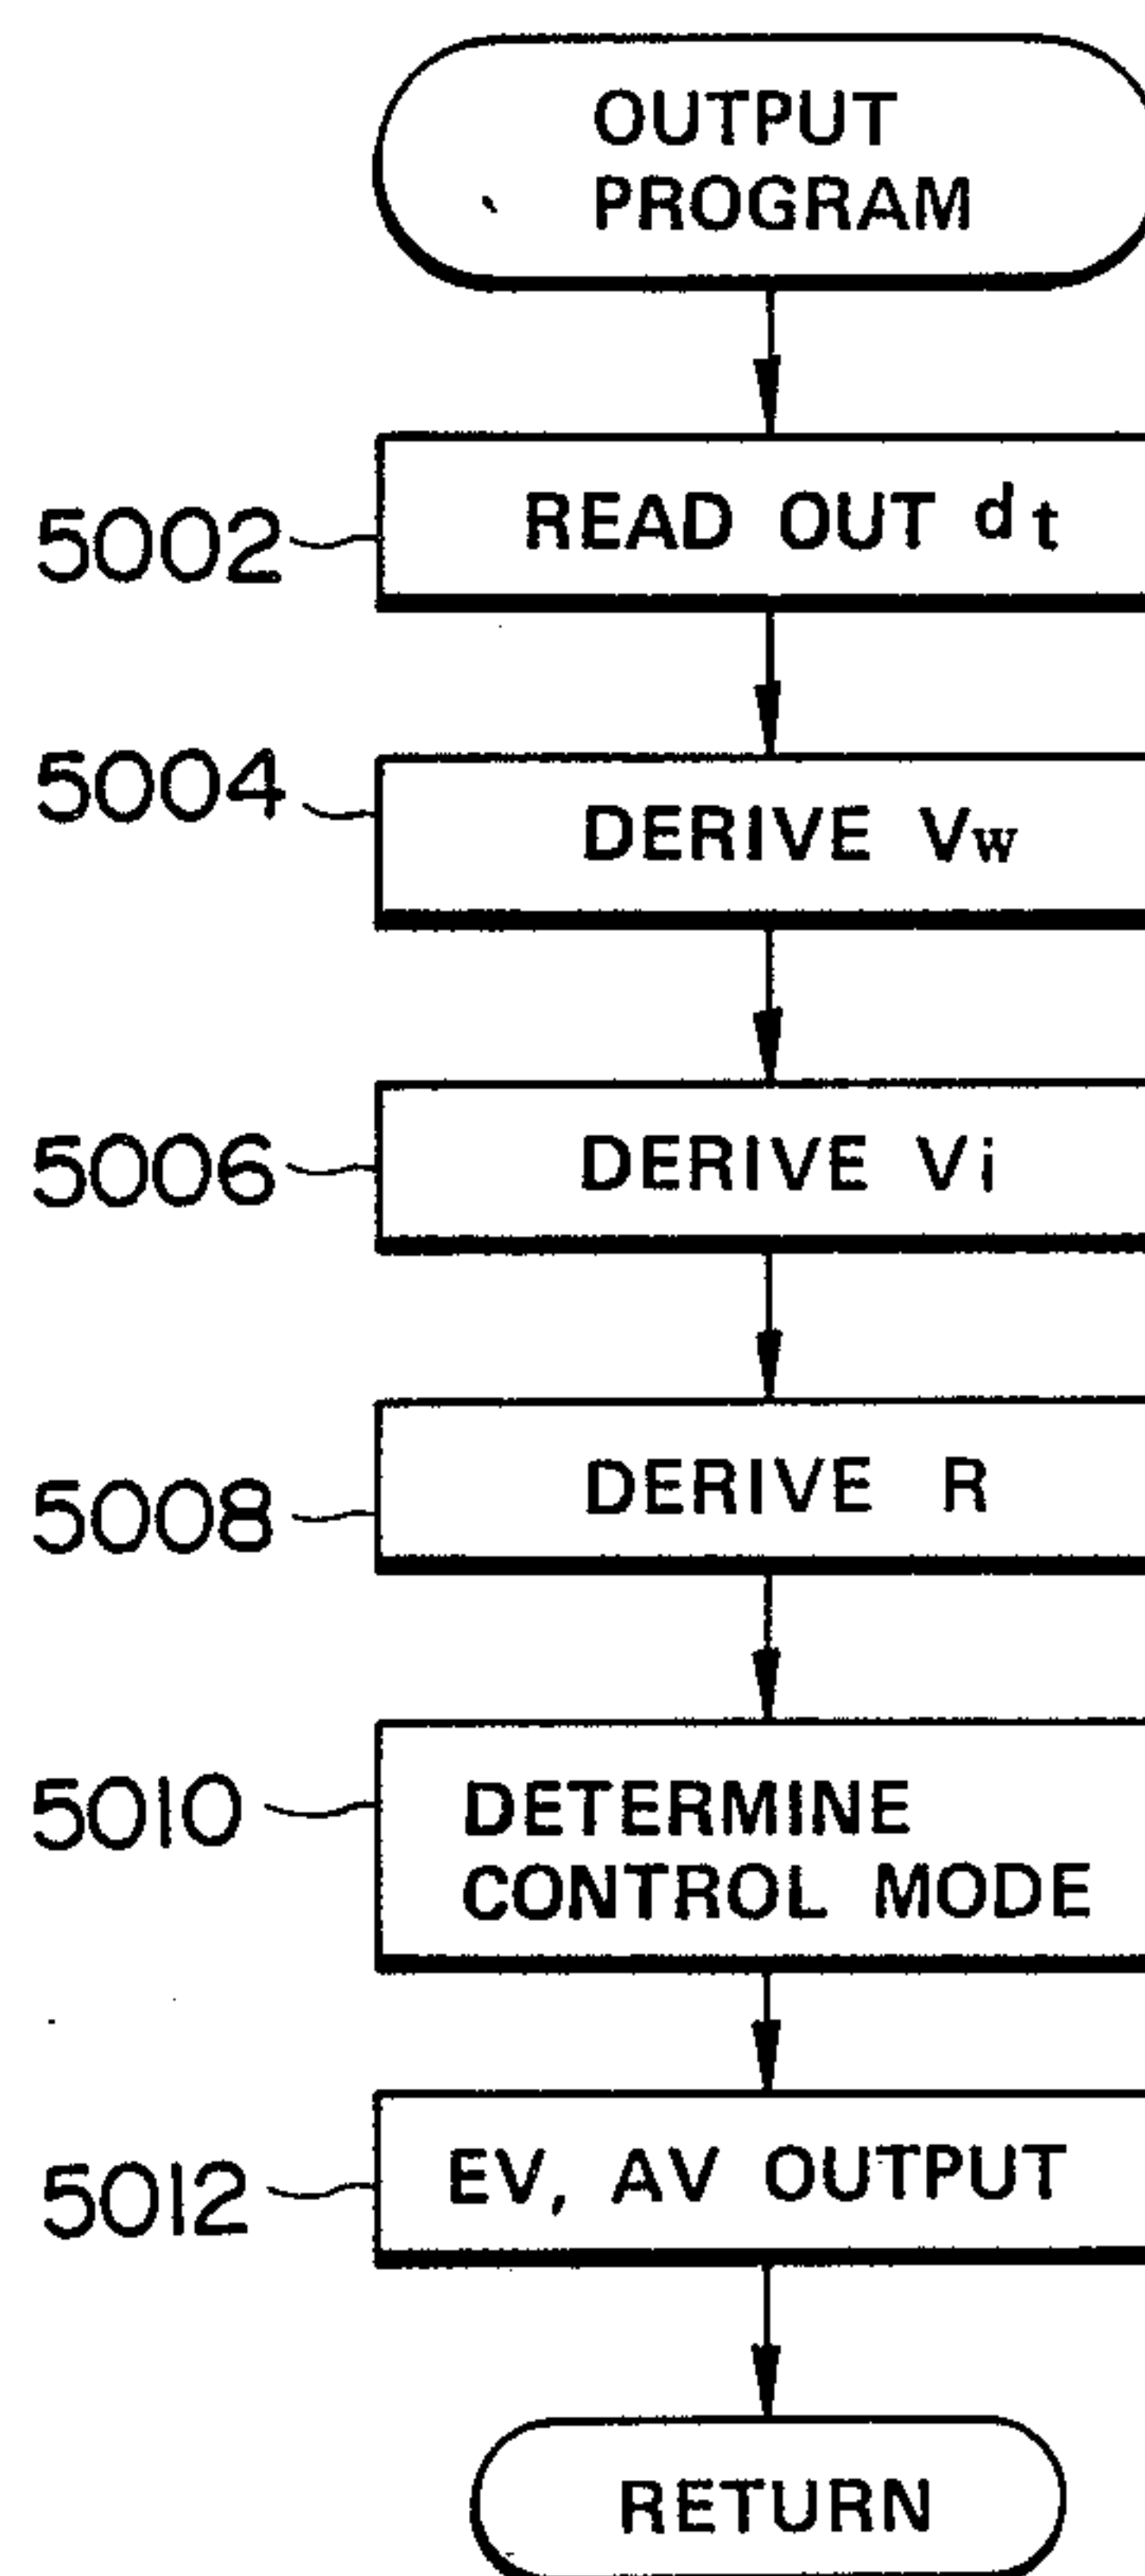 OUTPUT
PROGRAM
5002
READ OUT dt
5004
DERIVE Vw
5006
DERIVE Vi
5008
DERIVE R
5010
DETERMINE
CONTROL MODE
5012
EV, AV OUTPUT
RETURN